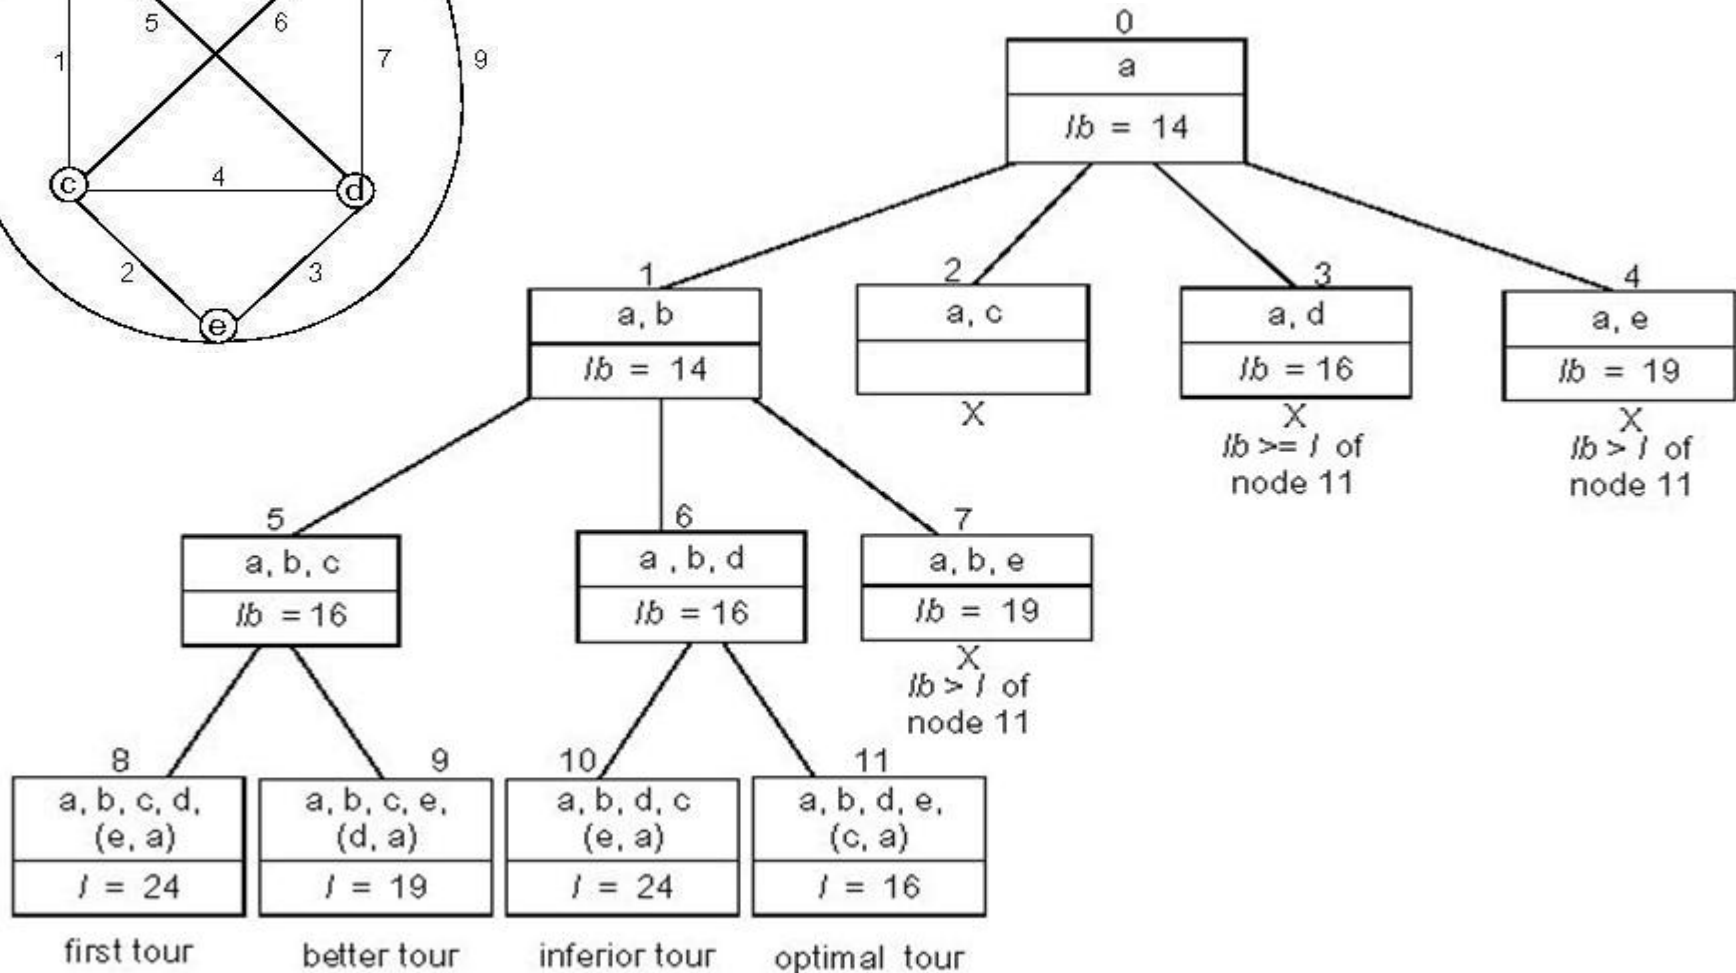 5
6
1
7
9
c
4
d
2
3
e
0
a
lb = 14
1
a, b
lb = 14
2
a, c
X
3
a, d
lb = 16
X
lb >= l of
node 11
4
a, e
lb = 19
X
lb > l of
node 11
5
a, b, c
lb = 16
6
a , b, d
lb = 16
7
a, b, e
lb = 19
X
lb > l of
node 11
8
a, b, c, d,
(e, a)
l = 24
first tour
9
a, b, c, e,
(d, a)
l = 19
better tour
10
a, b, d, c
(e, a)
l = 24
inferior tour
11
a, b, d, e,
(c, a)
l = 16
optimal tour